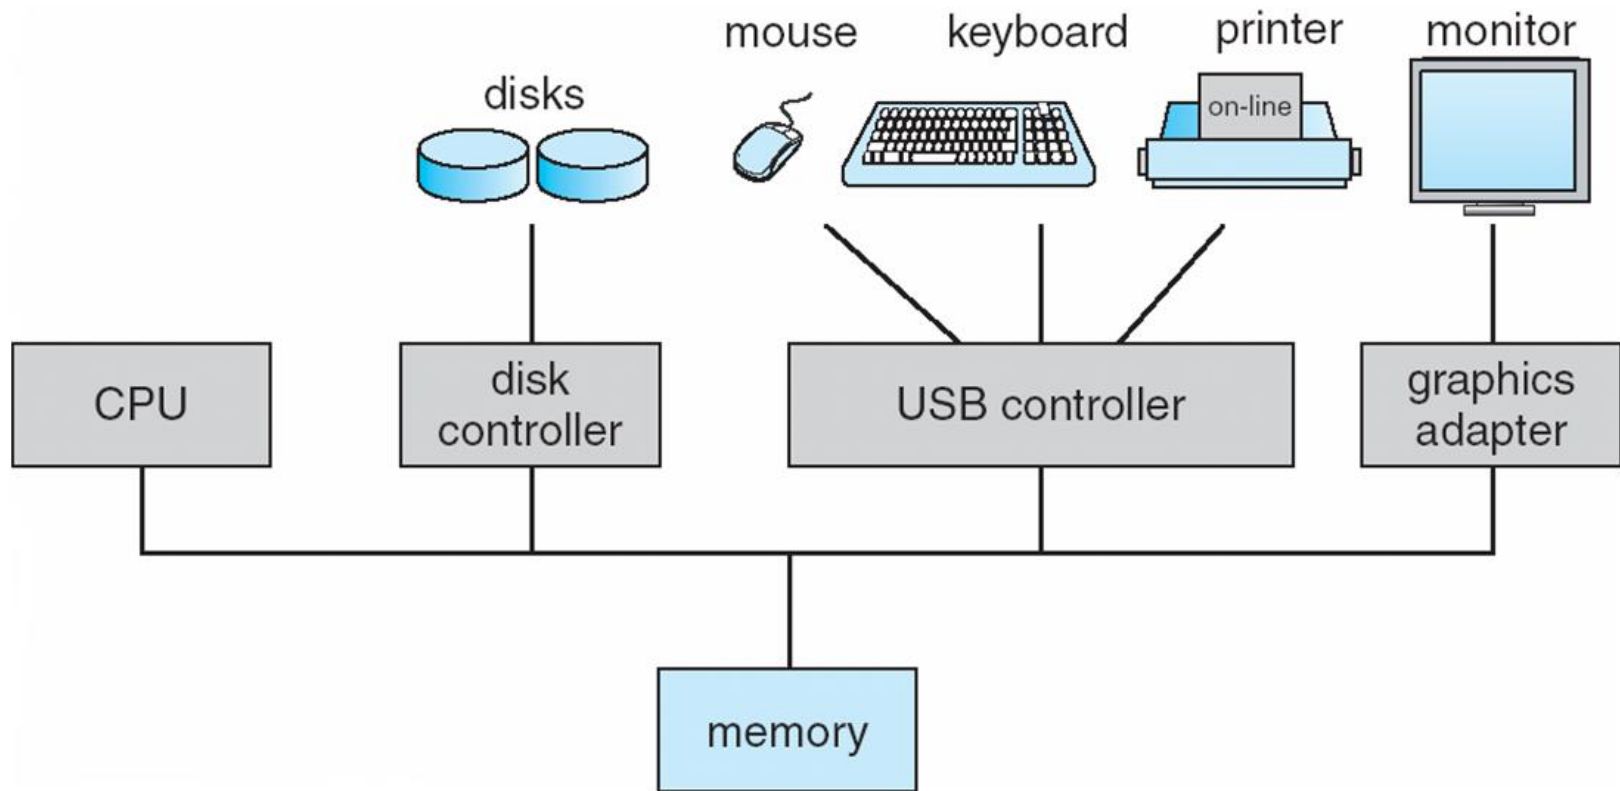 mouse
keyboard
printer
monitor
disks
on-line
CPU
disk
controller
USB controller
graphics
adapter
memory